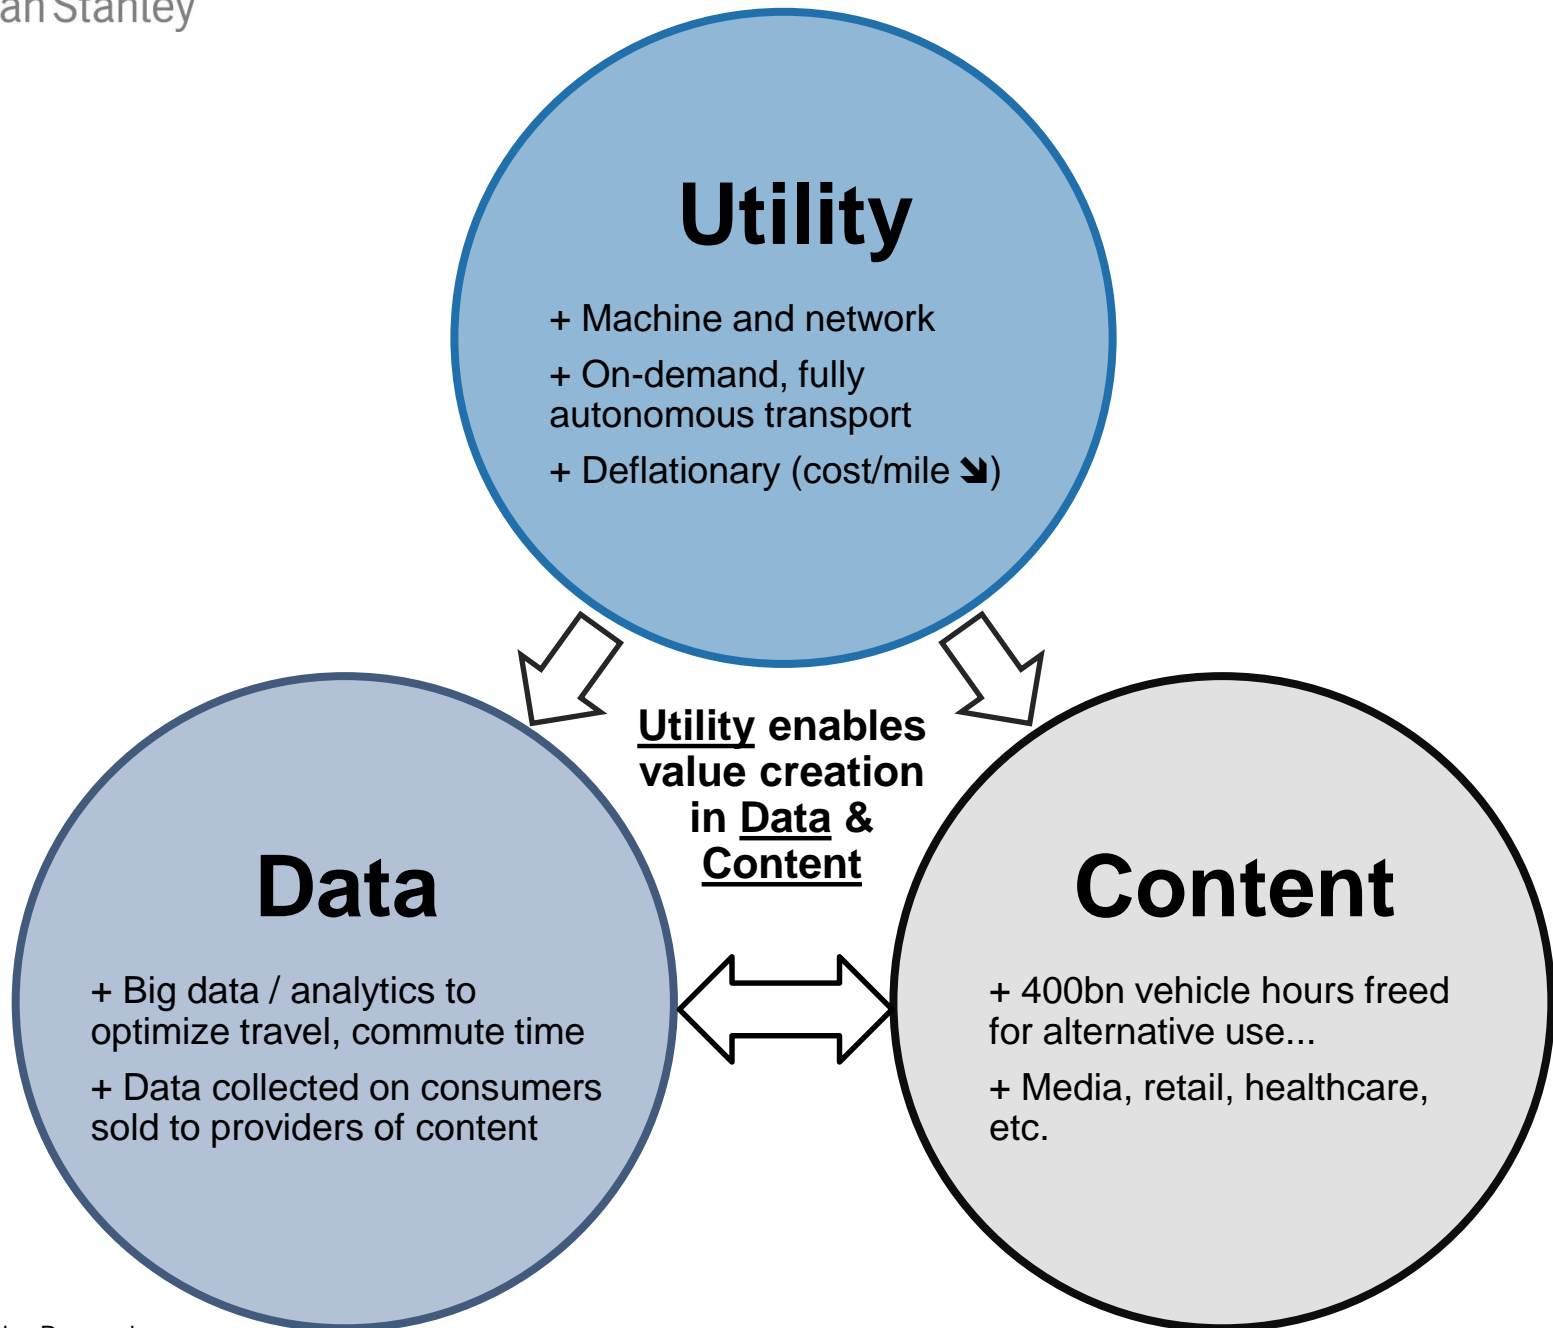 Stanley
Utility
+ Machine and network
+ On-demand, fully
autonomous transport
+ Deflationary (cost/mile ⬊)
Utility enables
value creation
in Data &
Content
Data
+ Big data / analytics to
optimize travel, commute time
+ Data collected on consumers
sold to providers of content
Content
+ 400bn vehicle hours freed
for alternative use...
+ Media, retail, healthcare,
etc.